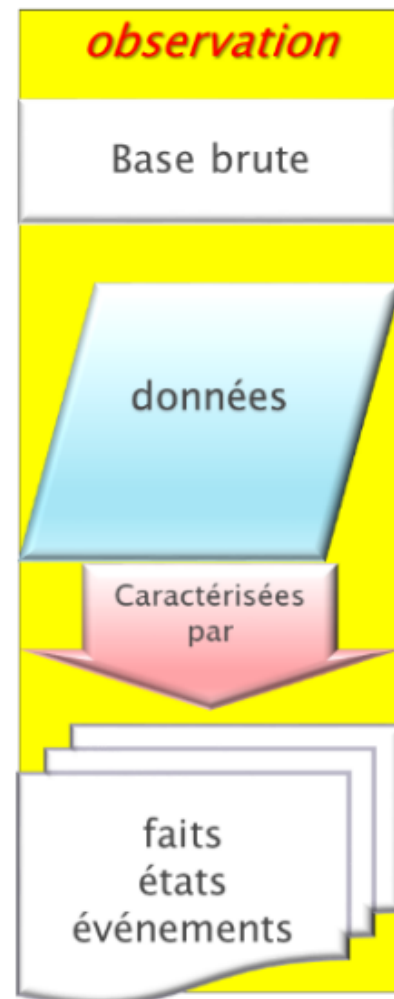 observation
Base brute
données
Caractérisées
par
faits
états
événements